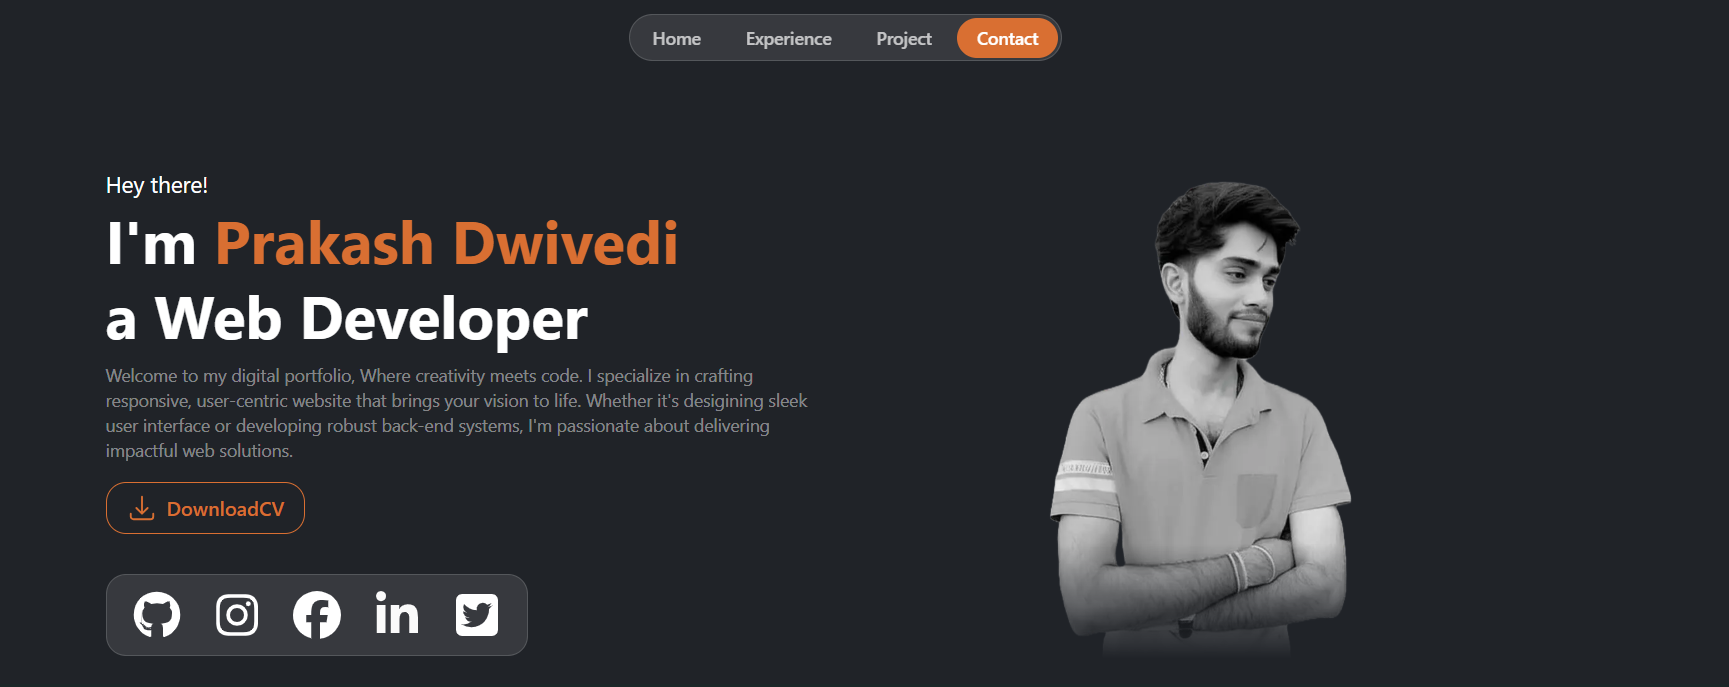 Home Experience Project Contact
Hey there!
I'm Prakash Dwivedi
a Web Developer
Welcome to my digital portfolio, Where creativity meets code. I specialize in crafting
responsive, user-centric website that brings your vision to life. Whether it's desigining sleek
user interface or developing robust back-end systems, I'm passionate about delivering
impactful web solutions.
DownloadCV
in